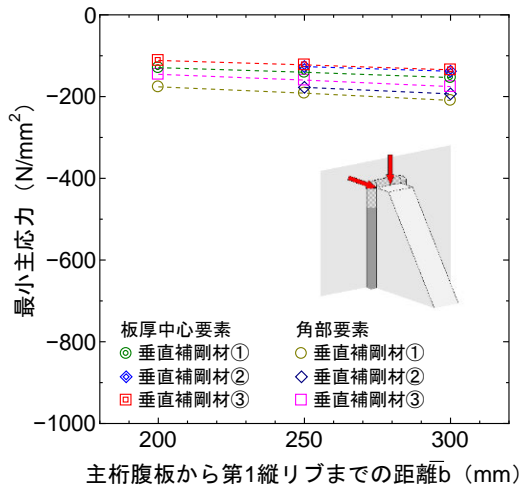 0
−200
−400
−600
−800
−1000
最小主応力（N/mm²）
板厚中心要素
垂直補剛材①
垂直補剛材②
垂直補剛材③
角部要素
垂直補剛材①
垂直補剛材②
垂直補剛材③
200
250
300
主桁腹板から第1縦リブまでの距離b̅（mm）